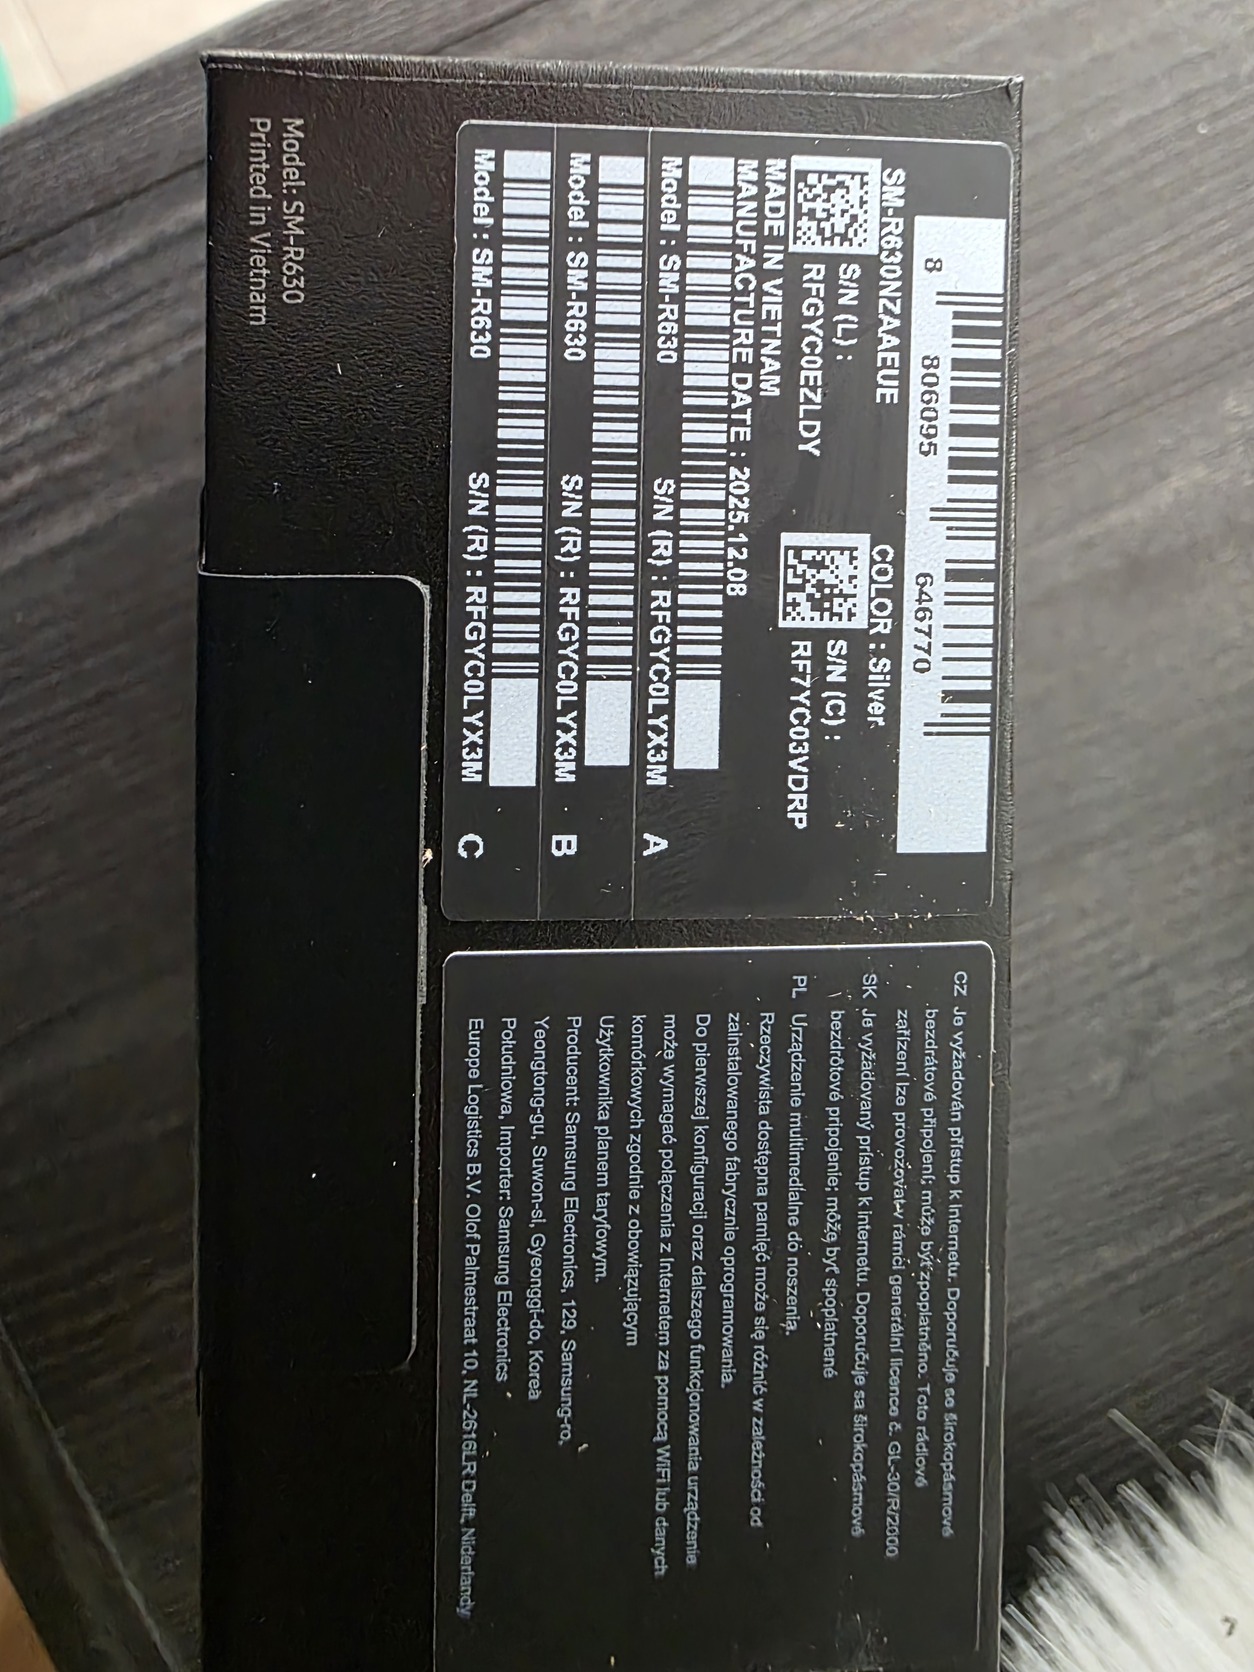 8 806095 646770
SM-R630NZAAEUE COLOR : Silver
S/N (L) :
RFGYC0EZLDY
S/N (C) :
RF7YC03VDRP
MADE IN VIETNAM
MANUFACTURE DATE : 2025.12.08
Model : SM-R630 S/N (R) : RFGYC0LYX3M A
Model : SM-R630 S/N (R) : RFGYC0LYX3M B
Model : SM-R630 S/N (R) : RFGYC0LYX3M C
CZ Je vyžadován přístup k internetu. Doporučuje se širokopásmové
bezdrátové připojení; může být zpoplatněno. Toto rádiové
zařízení lze provozovat v rámci generální licence č. GL-30/R/2000
SK Je vyžadovaný prístup k internetu. Doporučuje sa širokopásmové
bezdrôtové pripojenie; môže byť spoplatnené
PL Urządzenie multimedialne do noszenia.
Rzeczywista dostępna pamięć może się różnić w zależności od
zainstalowanego fabrycznie oprogramowania.
Do pierwszej konfiguracji oraz dalszego funkcjonowania urządzenie
może wymagać połączenia z Internetem za pomocą WiFi lub danych
komórkowych zgodnie z obowiązującym
Użytkownika planem taryfowym.
Producent: Samsung Electronics, 129, Samsung-ro,
Yeongtong-gu, Suwon-si, Gyeonggi-do, Korea
Południowa, Importer: Samsung Electronics
Europe Logistics B.V. Olof Palmestraat 10, NL-2616LR Delft, Niderlandy
Model: SM-R630
Printed in Vietnam